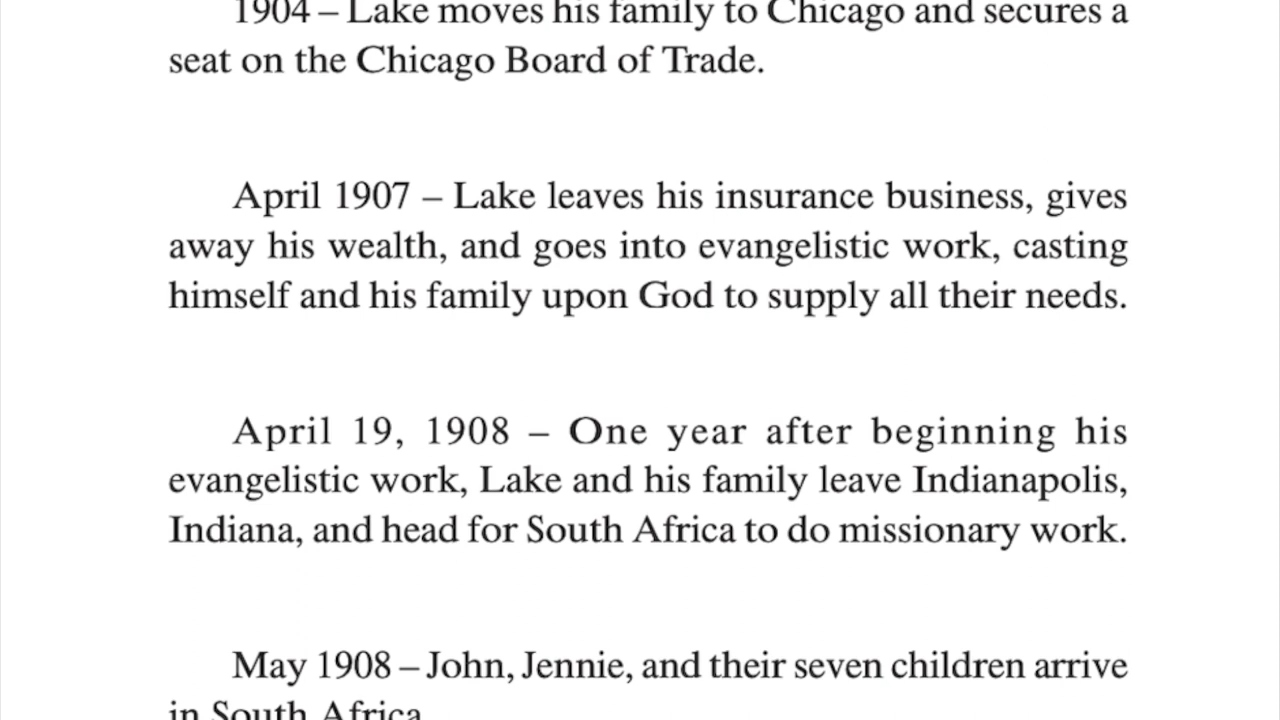 1904 – Lake moves his family to Chicago and secures a
seat on the Chicago Board of Trade.
April 1907 – Lake leaves his insurance business, gives
away his wealth, and goes into evangelistic work, casting
himself and his family upon God to supply all their needs.
April 19, 1908 – One year after beginning his
evangelistic work, Lake and his family leave Indianapolis,
Indiana, and head for South Africa to do missionary work.
May 1908 – John, Jennie, and their seven children arrive
in South Africa